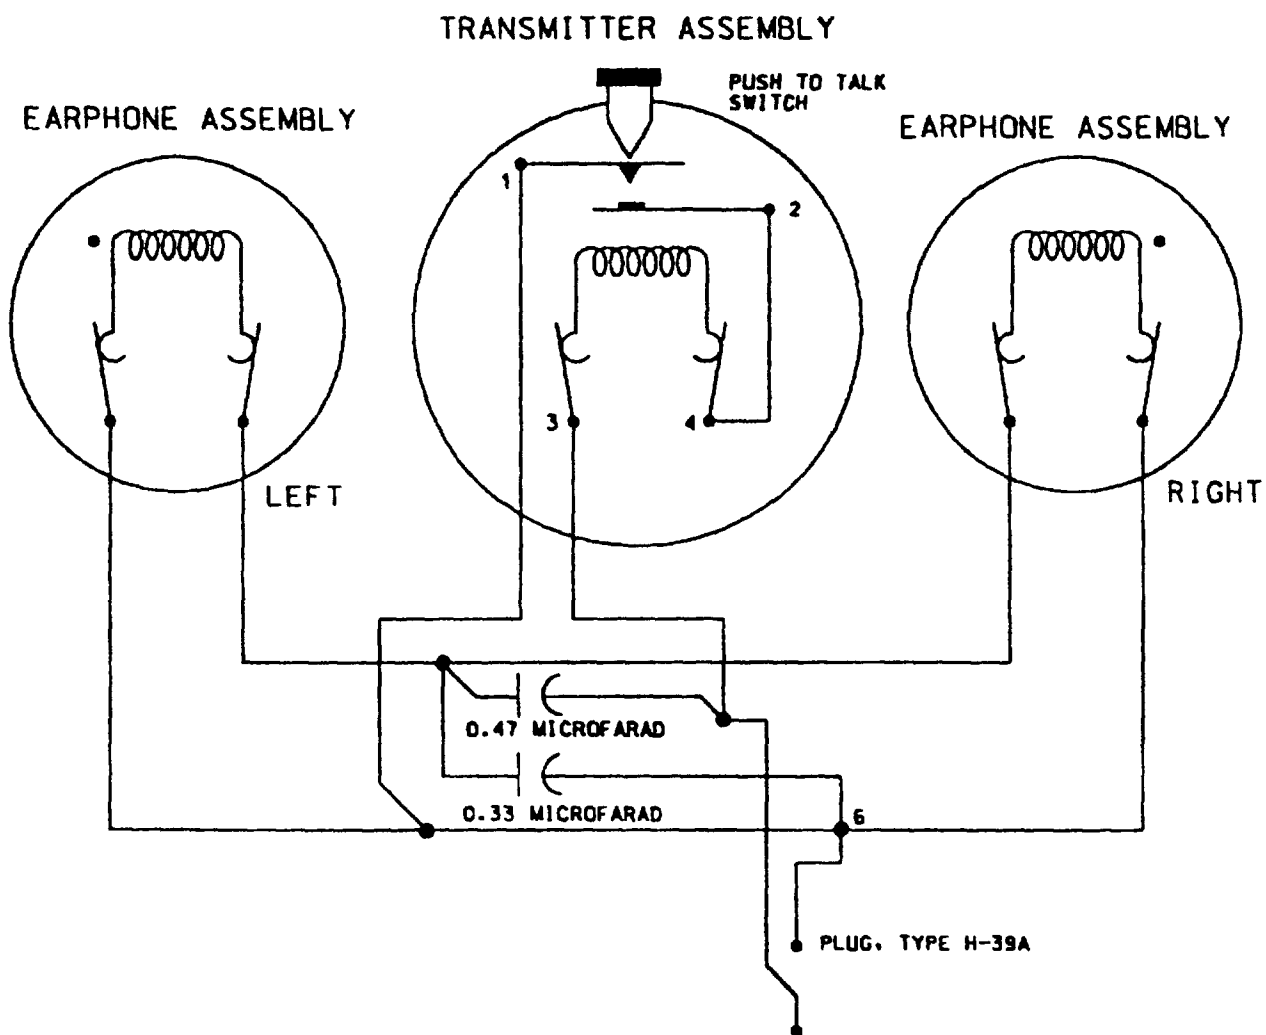 TRANSMITTER ASSEMBLY
PUSH TO TALK
SWITCH
EARPHONE ASSEMBLY
EARPHONE ASSEMBLY
1
2
3
4
LEFT
RIGHT
0.47 MICROFARAD
0.33 MICROFARAD
6
PLUG, TYPE H-39A